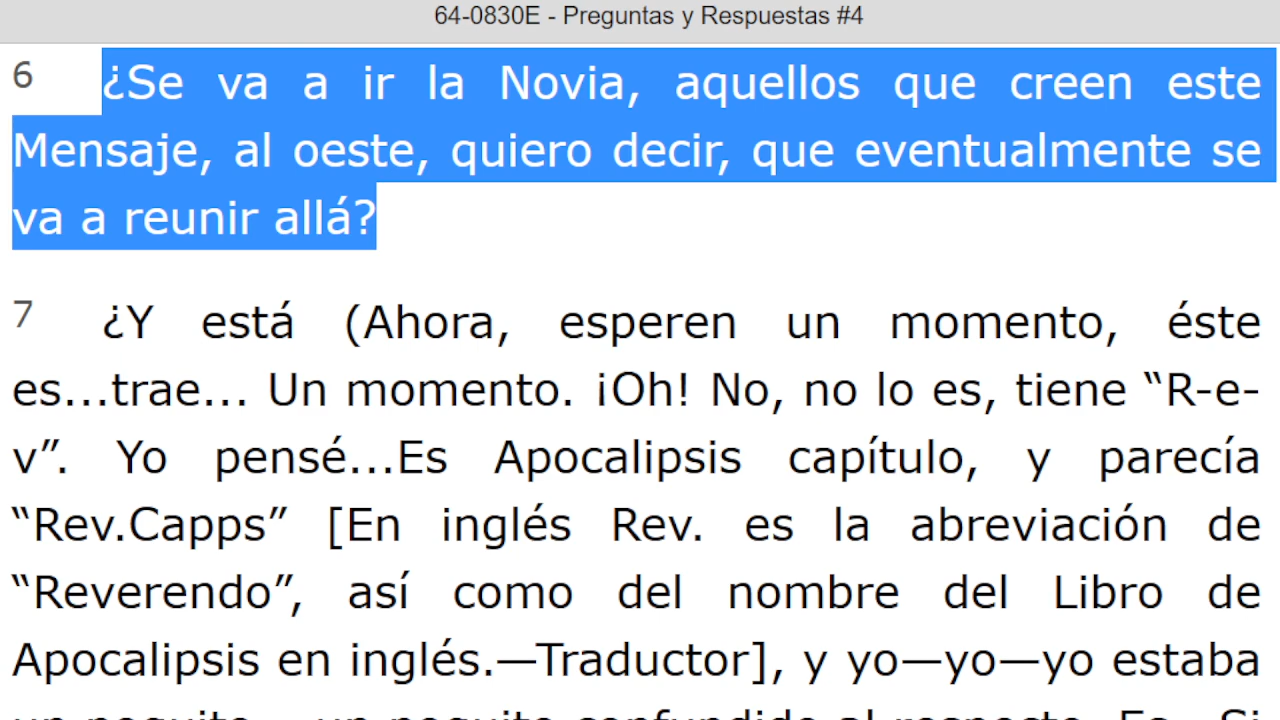 64-0830E - Preguntas y Respuestas #4
6 ¿Se va a ir la Novia, aquellos que creen este
Mensaje, al oeste, quiero decir, que eventualmente se
va a reunir allá?
7 ¿Y está (Ahora, esperen un momento, éste
es...trae... Un momento. ¡Oh! No, no lo es, tiene “R-e-
v”. Yo pensé...Es Apocalipsis capítulo, y parecía
“Rev.Capps” [En inglés Rev. es la abreviación de
“Reverendo”, así como del nombre del Libro de
Apocalipsis en inglés.—Traductor], y yo—yo—yo estaba